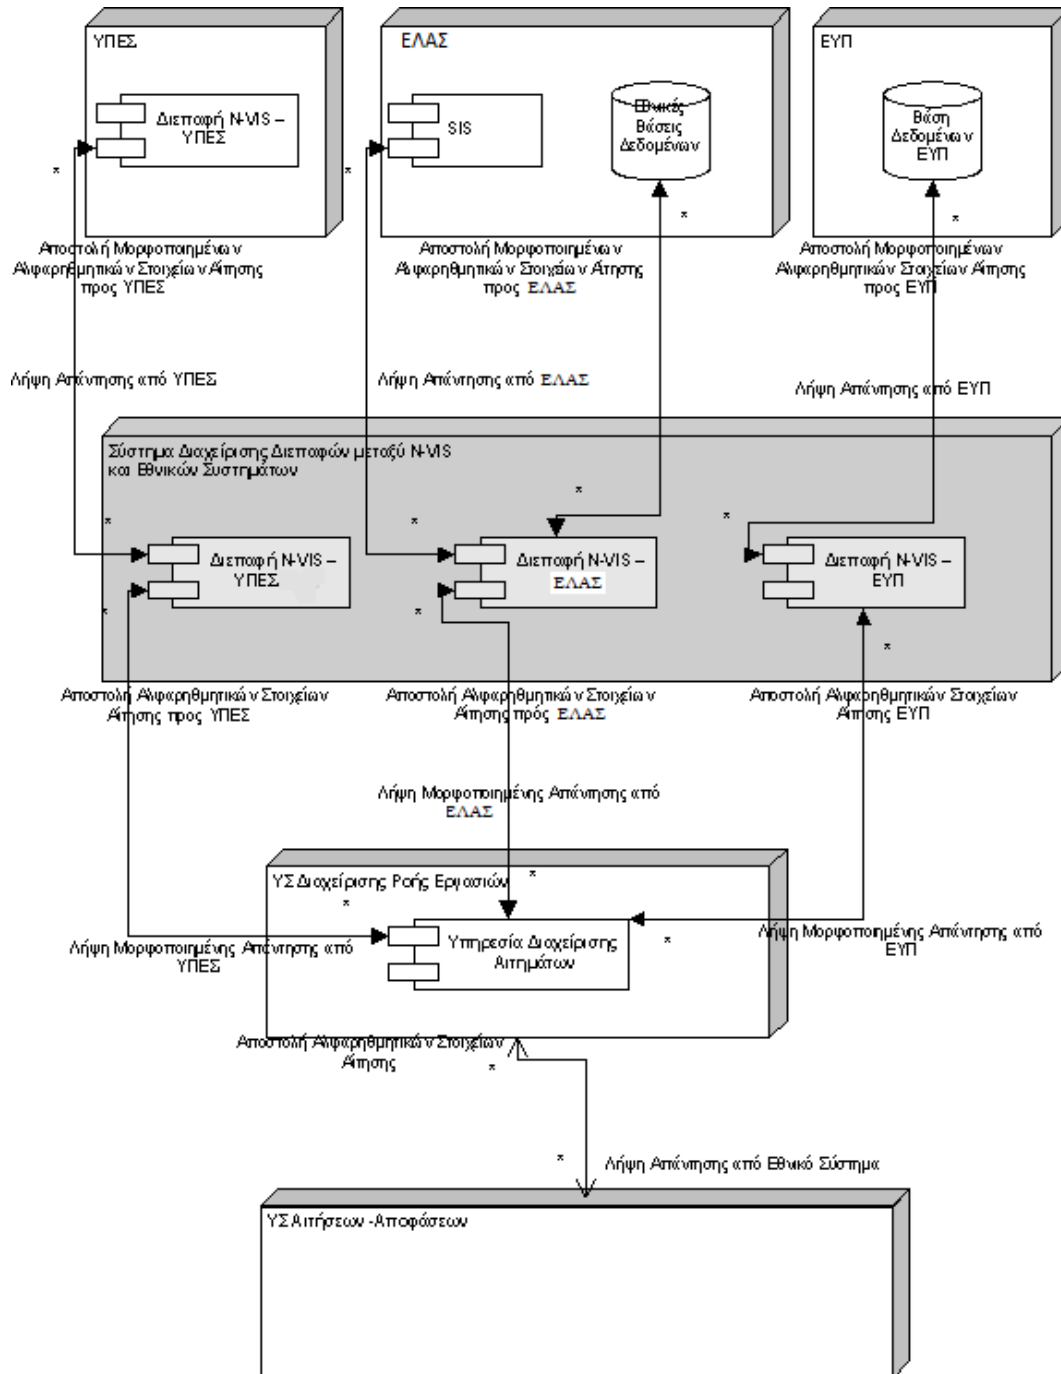 ΥΠΕΣ
ΕΛΑΣ
ΕΥΠ
Διεπαφή N-VIS –
ΥΠΕΣ
SIS
Εθνικές
Βάσεις
Δεδομένων
Βάση
Δεδομένων
ΕΥΠ
*
*
*
*
Αποστολή Μορφοποιημένων
Αλφαρηθμητικών Στοιχείων Αίτησης
προς ΥΠΕΣ
Αποστολή Μορφοποιημένων
Αλφαρηθμητικών Στοιχείων Αίτησης
προς ΕΛΑΣ
Αποστολή Μορφοποιημένων
Αλφαρηθμητικών Στοιχείων Αίτησης
προς ΕΥΠ
Λήψη Απάντησης από ΥΠΕΣ
Λήψη Απάντησης από ΕΛΑΣ
Λήψη Απάντησης από ΕΥΠ
Σύστημα Διαχείρισης Διεπαφών μεταξύ N-VIS
και Εθνικών Συστημάτων
*
*
*
*
Διεπαφή N-VIS –
ΥΠΕΣ
Διεπαφή N-VIS –
ΕΛΑΣ
Διεπαφή N-VIS –
ΕΥΠ
*
*
*
Αποστολή Αλφαρηθμητικών Στοιχείων
Αίτησης προς ΥΠΕΣ
Αποστολή Αλφαρηθμητικών Στοιχείων
Αίτησης πρός ΕΛΑΣ
Αποστολή Αλφαρηθμητικών Στοιχείων
Αίτησης ΕΥΠ
Λήψη Μορφοποιημένης Απάντησης από
ΕΛΑΣ
ΥΣ Διαχείρισης Ροής Εργασιών
*
*
*
Υπηρεσία Διαχείρισης
Αιτημάτων
Λήψη Μορφοποιημένης Απάντησης από
ΥΠΕΣ
Λήψη Μορφοποιημένης Απάντησης από
ΕΥΠ
Αποστολή Αλφαρηθμητικών Στοιχείων
Αίτησης
*
*
Λήψη Απάντησης από Εθνικό Σύστημα
ΥΣ Αιτήσεων -Αποφάσεων